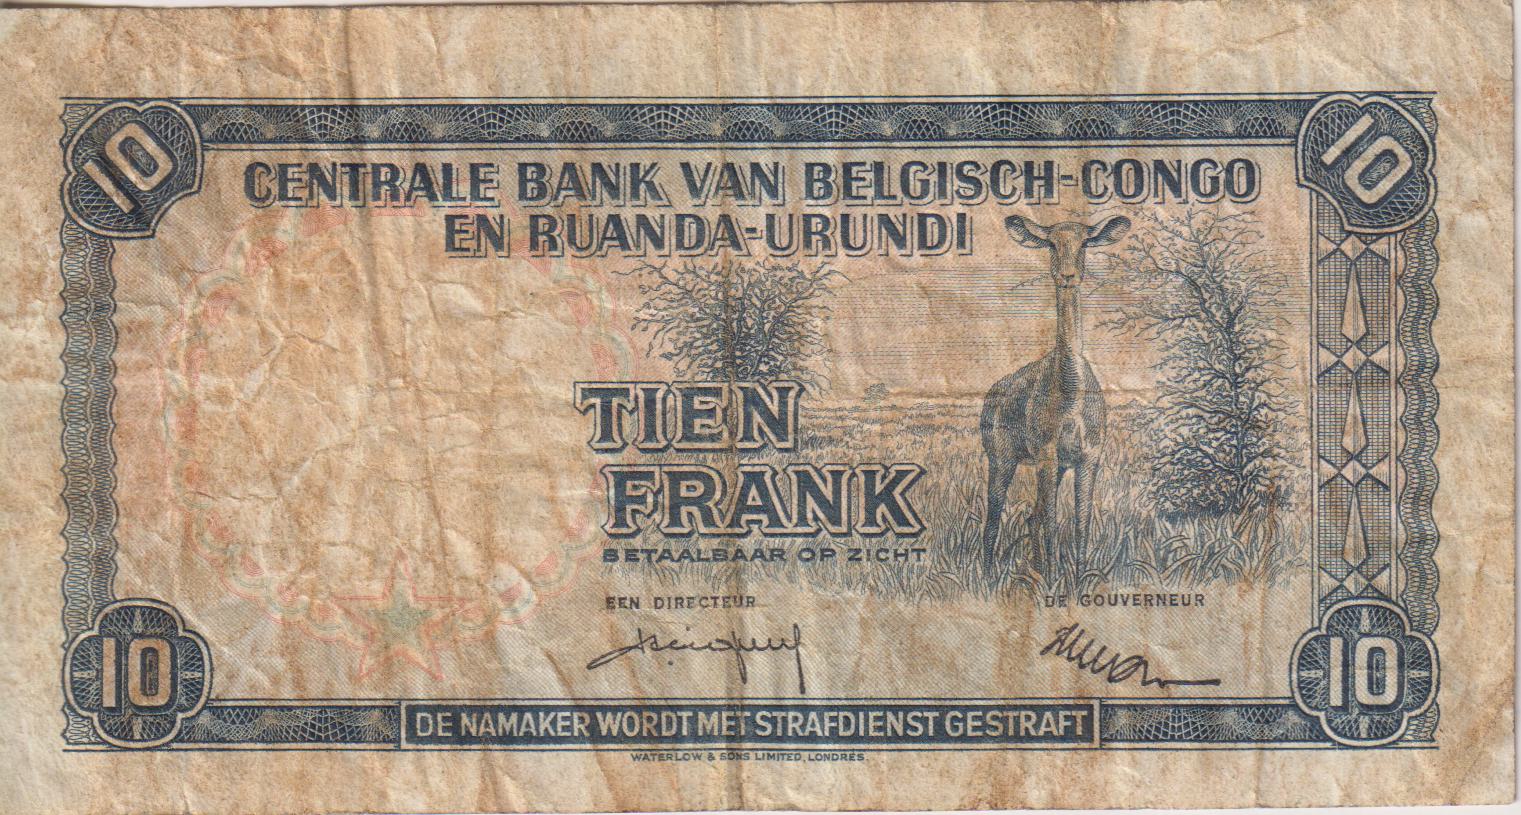 10 10
CENTRALE BANK VAN BELGISCH-CONGO
EN RUANDA-URUNDI
TIEN
FRANK
BETAALBAAR OP ZICHT
EEN DIRECTEUR DE GOUVERNEUR
10 10
DE NAMAKER WORDT MET STRAFDIENST GESTRAFT
WATERLOW & SONS LIMITED, LONDRES.